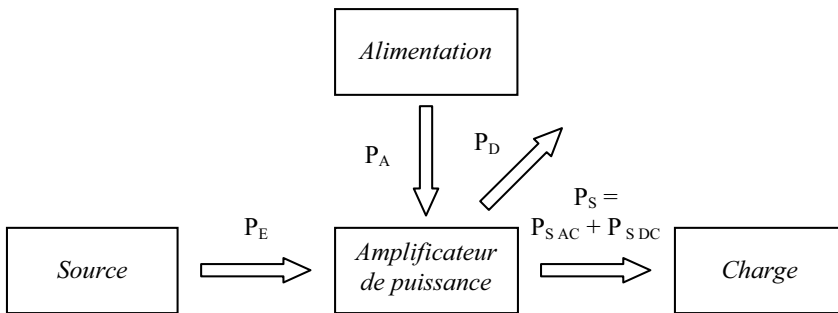 Alimentation
P_A
P_D
P_S =
P_S AC + P_S DC
P_E
Source
Amplificateur
de puissance
Charge